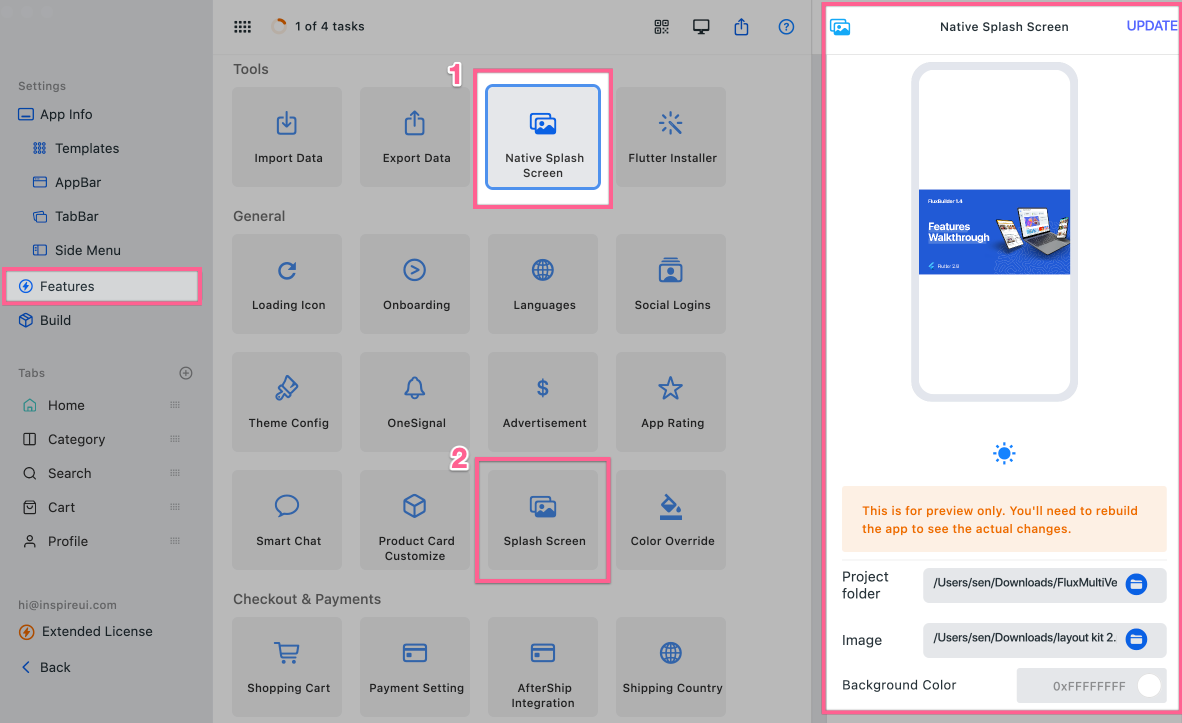 1 of 4 tasks
Native Splash Screen
UPDATE
Settings
App Info
Templates
AppBar
TabBar
Side Menu
Features
Build
Tabs
Home
Category
Search
Cart
Profile
hi@inspireui.com
Extended License
Back
Tools
1
Import Data
Export Data
Native Splash
Screen
Flutter Installer
General
Loading Icon
Onboarding
Languages
Social Logins
Theme Config
OneSignal
Advertisement
App Rating
2
Smart Chat
Product Card
Customize
Splash Screen
Color Override
Checkout & Payments
Shopping Cart
Payment Setting
AfterShip
Integration
Shipping Country
FluxBuilder 1.4
Features
Walkthrough
Flutter 2.9
This is for preview only. You'll need to rebuild
the app to see the actual changes.
Project
folder
/Users/sen/Downloads/FluxMultiVe
Image
/Users/sen/Downloads/layout kit 2.
Background Color
0xFFFFFFFF